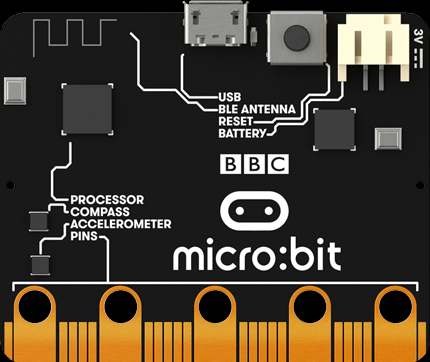 3V
USB
BLE ANTENNA
RESET
BATTERY
BBC
PROCESSOR
COMPASS
ACCELEROMETER
PINS
micro:bit